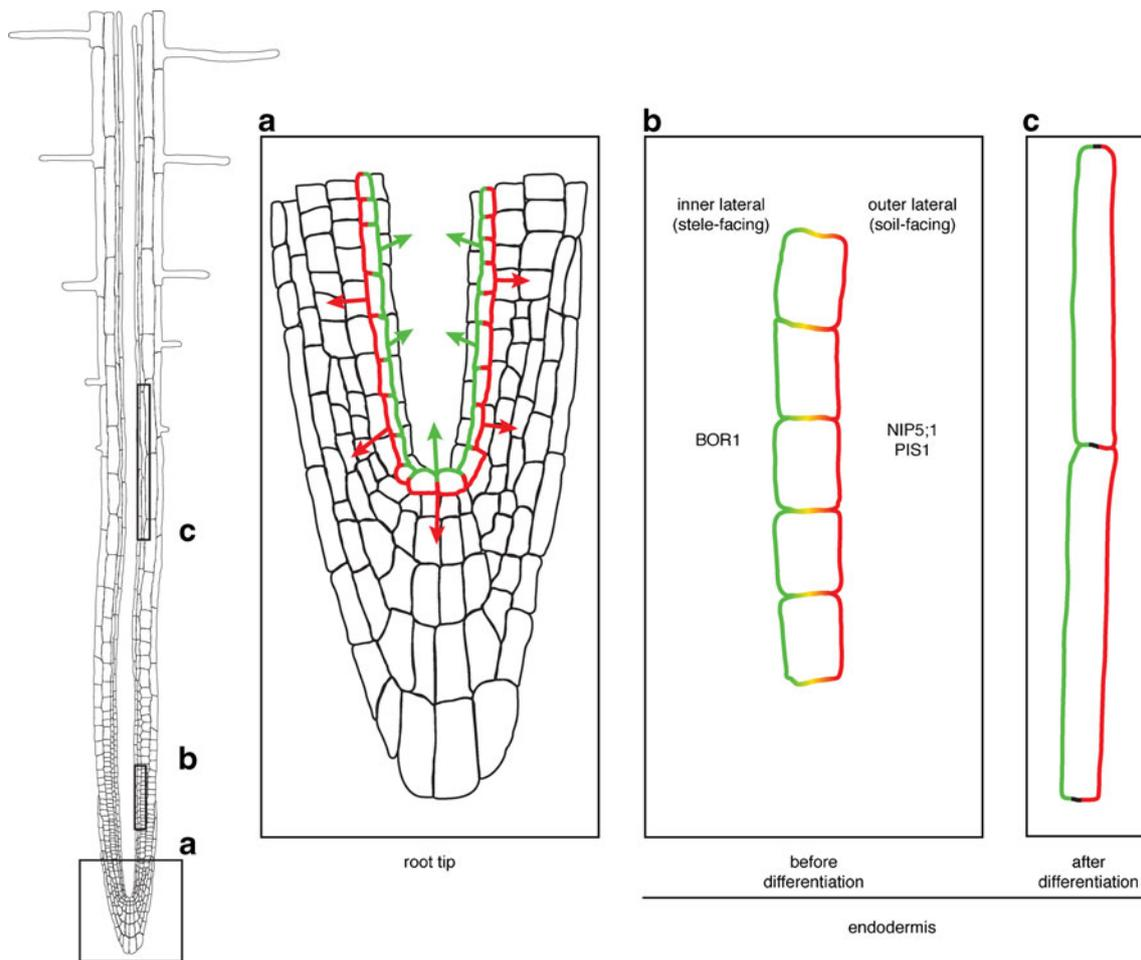 a
b
c
inner lateral
(stele-facing)
outer lateral
(soil-facing)
BOR1
NIP5;1
PIS1
c
b
a
root tip
before
differentiation
after
differentiation
endodermis